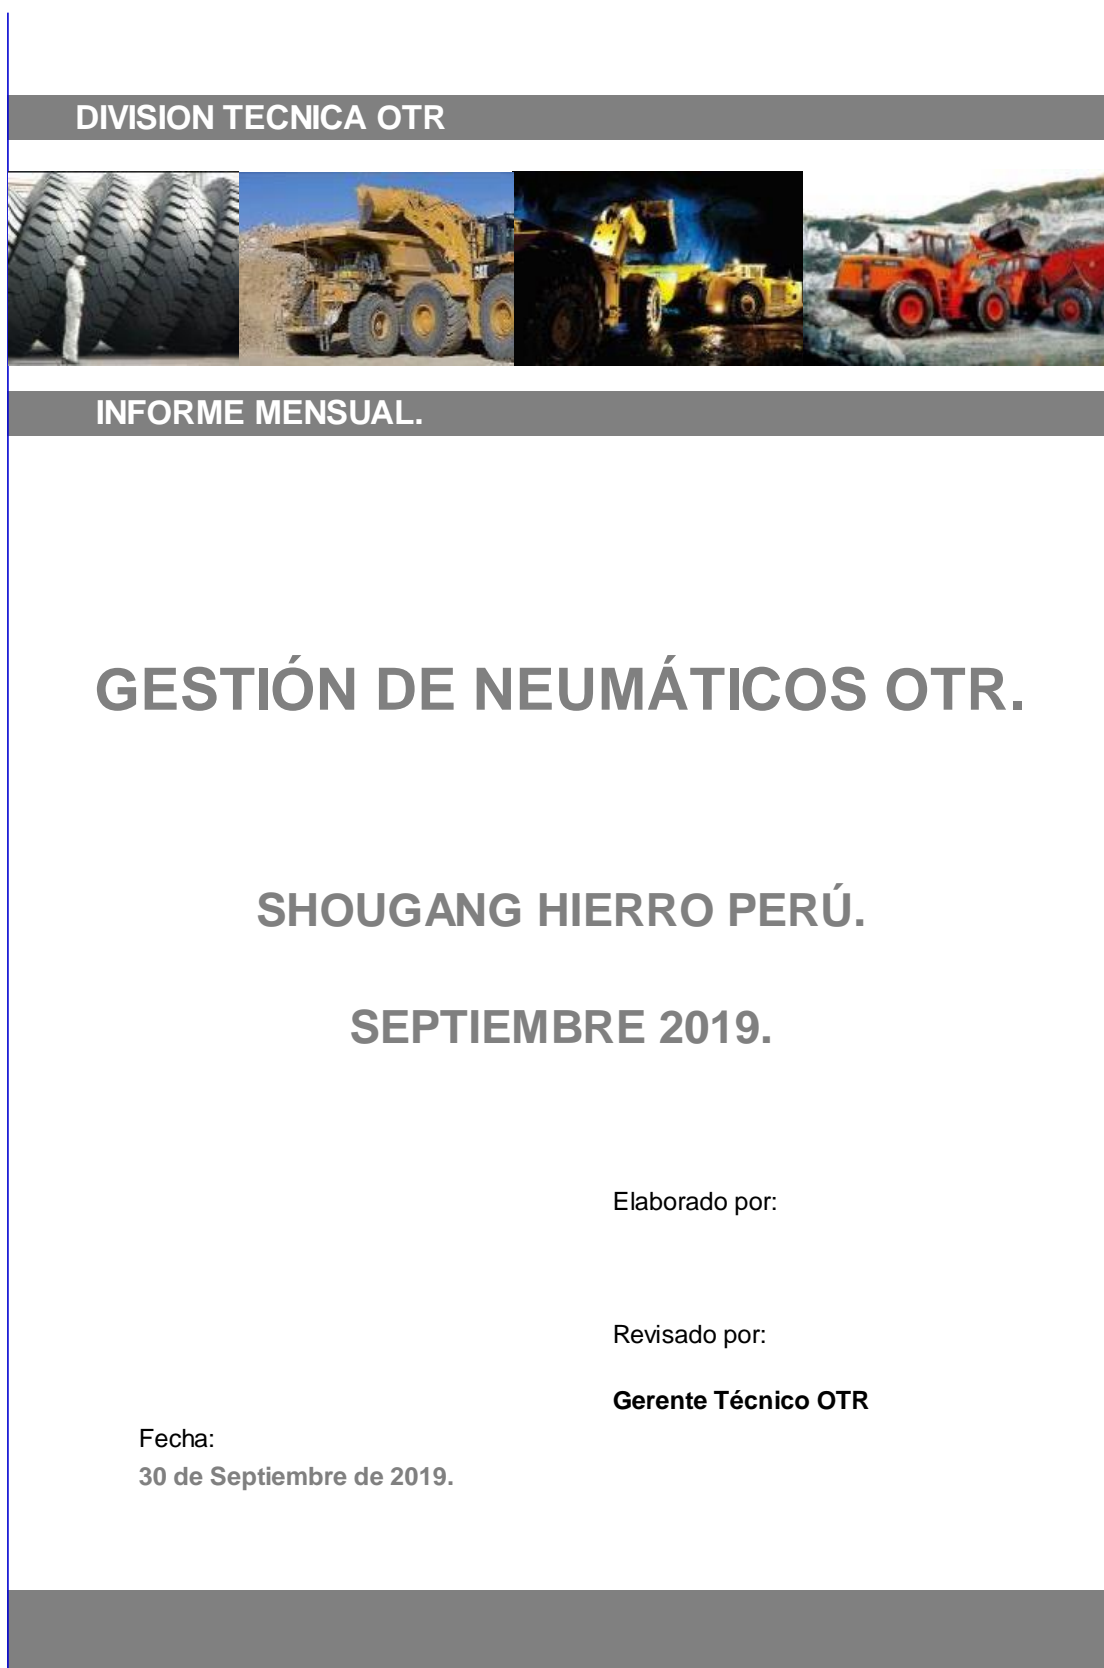 DIVISION TECNICA OTR
CAT
INFORME MENSUAL.
GESTIÓN DE NEUMÁTICOS OTR.
SHOUGANG HIERRO PERÚ.
SEPTIEMBRE 2019.
Elaborado por:
Revisado por:
Gerente Técnico OTR
Fecha:
30 de Septiembre de 2019.